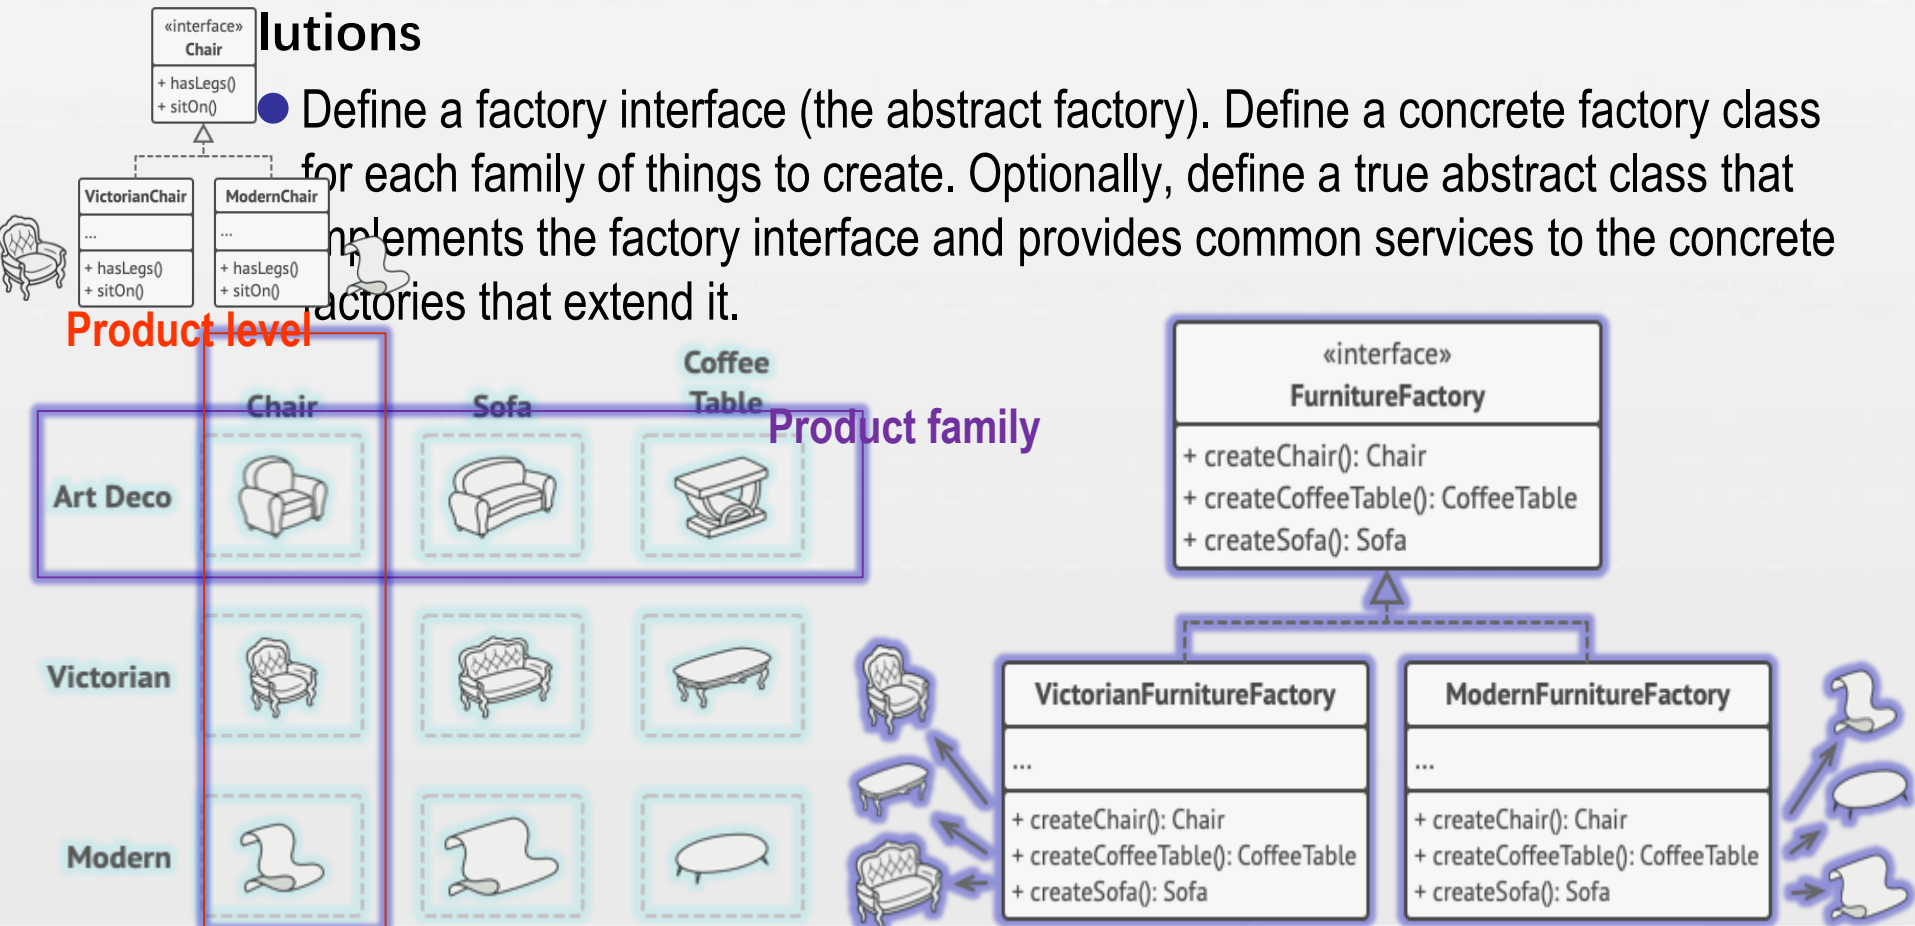 lutions
Define a factory interface (the abstract factory). Define a concrete factory class
for each family of things to create. Optionally, define a true abstract class that
mplements the factory interface and provides common services to the concrete
factories that extend it.
«interface»
Chair
+ hasLegs()
+ sitOn()
VictorianChair
...
+ hasLegs()
+ sitOn()
ModernChair
...
+ hasLegs()
+ sitOn()
Product level
Chair
Sofa
Coffee
Table
Product family
Art Deco
Victorian
Modern
«interface»
FurnitureFactory
+ createChair(): Chair
+ createCoffeeTable(): CoffeeTable
+ createSofa(): Sofa
VictorianFurnitureFactory
...
+ createChair(): Chair
+ createCoffeeTable(): CoffeeTable
+ createSofa(): Sofa
ModernFurnitureFactory
...
+ createChair(): Chair
+ createCoffeeTable(): CoffeeTable
+ createSofa(): Sofa